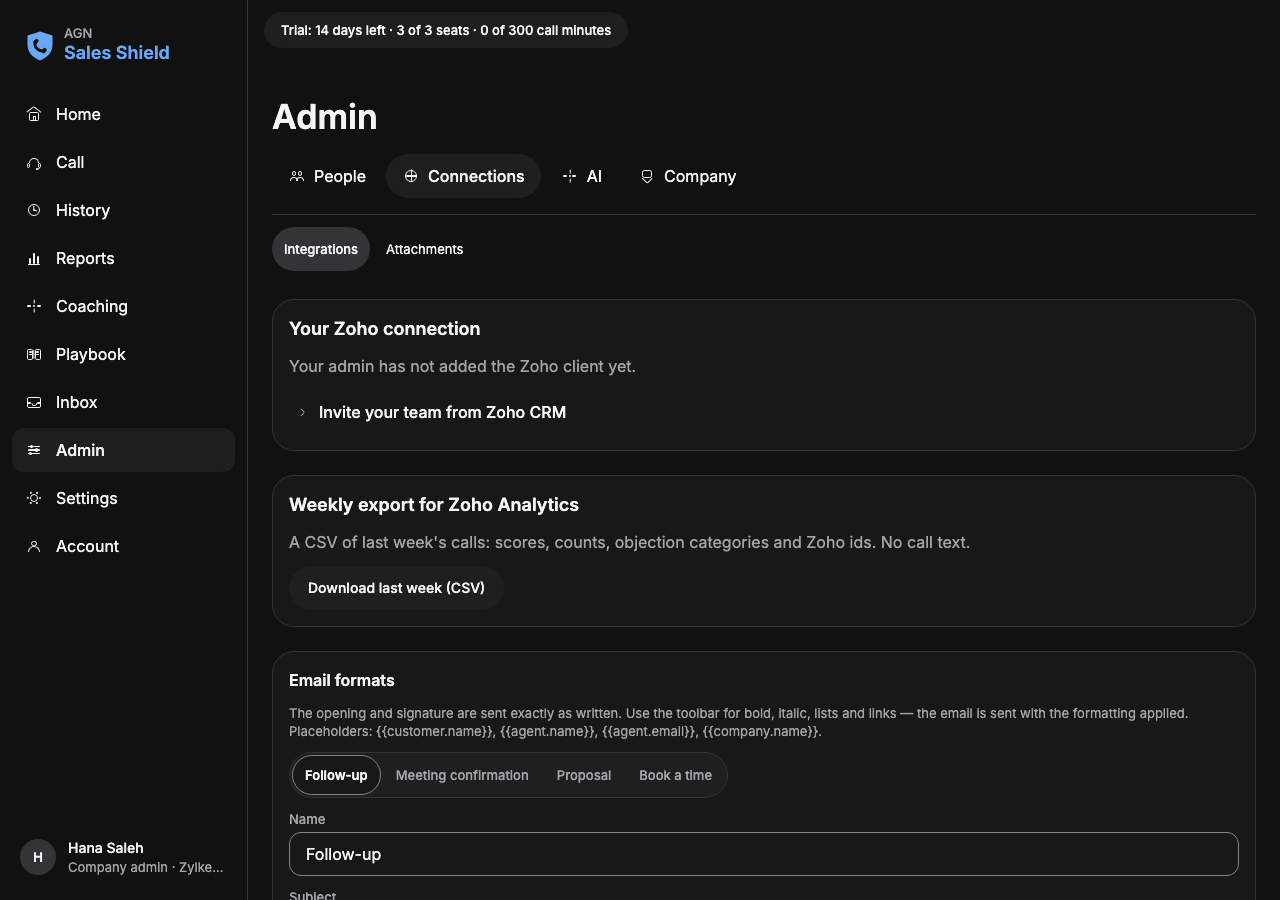 AGN
Sales Shield
Home
Call
History
Reports
Coaching
Playbook
Inbox
Admin
Settings
Account
H
Hana Saleh
Company admin · Zylke...
Trial: 14 days left · 3 of 3 seats · 0 of 300 call minutes
Admin
People
Connections
AI
Company
Integrations
Attachments
Your Zoho connection
Your admin has not added the Zoho client yet.
Invite your team from Zoho CRM
Weekly export for Zoho Analytics
A CSV of last week's calls: scores, counts, objection categories and Zoho ids. No call text.
Download last week (CSV)
Email formats
The opening and signature are sent exactly as written. Use the toolbar for bold, italic, lists and links — the email is sent with the formatting applied.
Placeholders: {{customer.name}}, {{agent.name}}, {{agent.email}}, {{company.name}}.
Follow-up
Meeting confirmation
Proposal
Book a time
Name
Follow-up
Subject